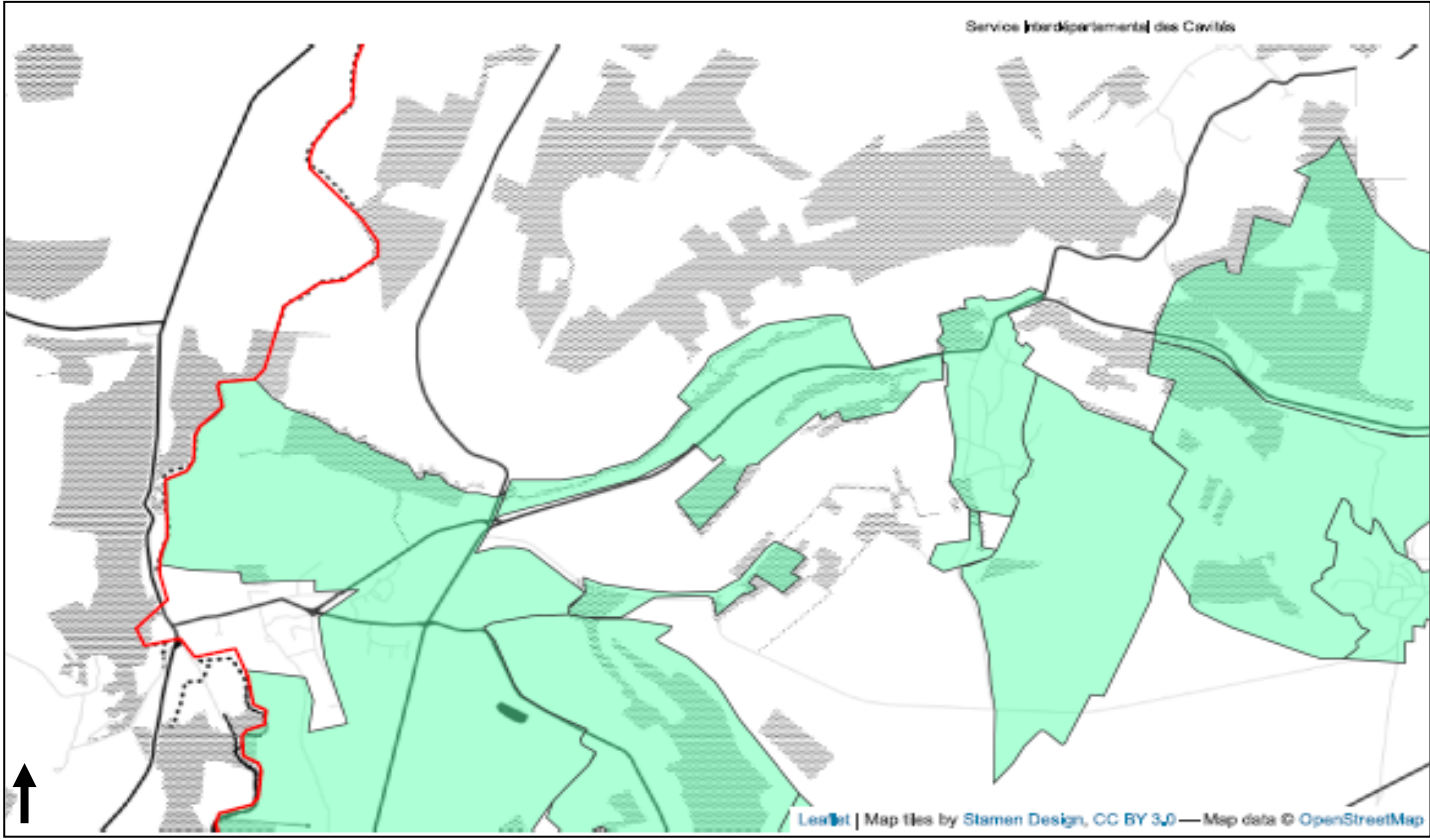 Service Interdépartemental des Cavités
Leaflet | Map tiles by Stamen Design, CC BY 3.0 — Map data © OpenStreetMap